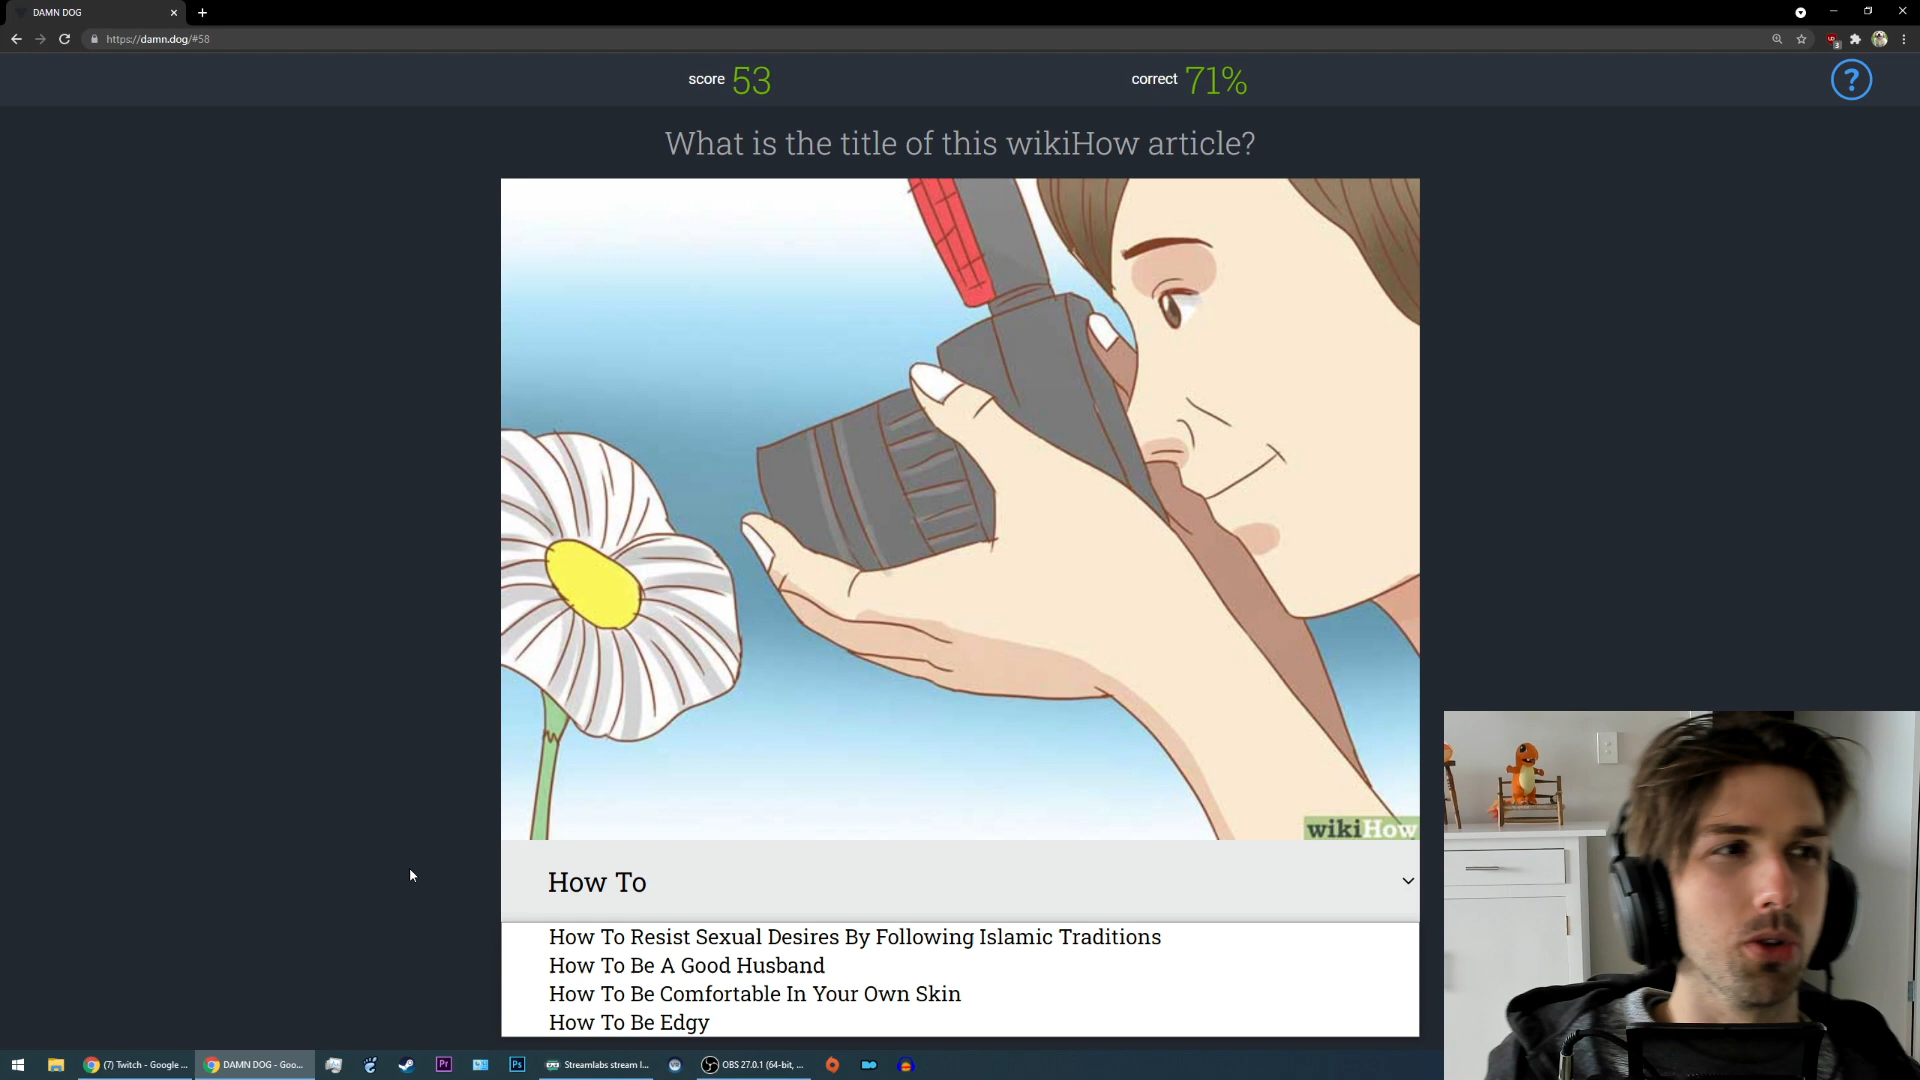 DAMN DOG
https://damn.dog/#58
score 53
correct 71%
?
What is the title of this wikiHow article?
wikiHow
How To
How To Resist Sexual Desires By Following Islamic Traditions
How To Be A Good Husband
How To Be Comfortable In Your Own Skin
How To Be Edgy
(7) Twitch - Google ...
DAMN DOG - Goo...
Pr
Ps
Streamlabs stream l...
OBS 27.0.1 (64-bit, ...